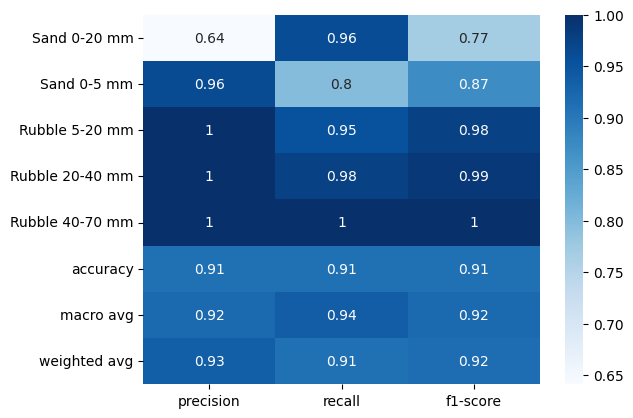 Sand 0-20 mm 0.64 0.96 0.77
Sand 0-5 mm 0.96 0.8 0.87
Rubble 5-20 mm 1 0.95 0.98
Rubble 20-40 mm 1 0.98 0.99
Rubble 40-70 mm 1 1 1
accuracy 0.91 0.91 0.91
macro avg 0.92 0.94 0.92
weighted avg 0.93 0.91 0.92
precision recall f1-score
1.00
0.95
0.90
0.85
0.80
0.75
0.70
0.65